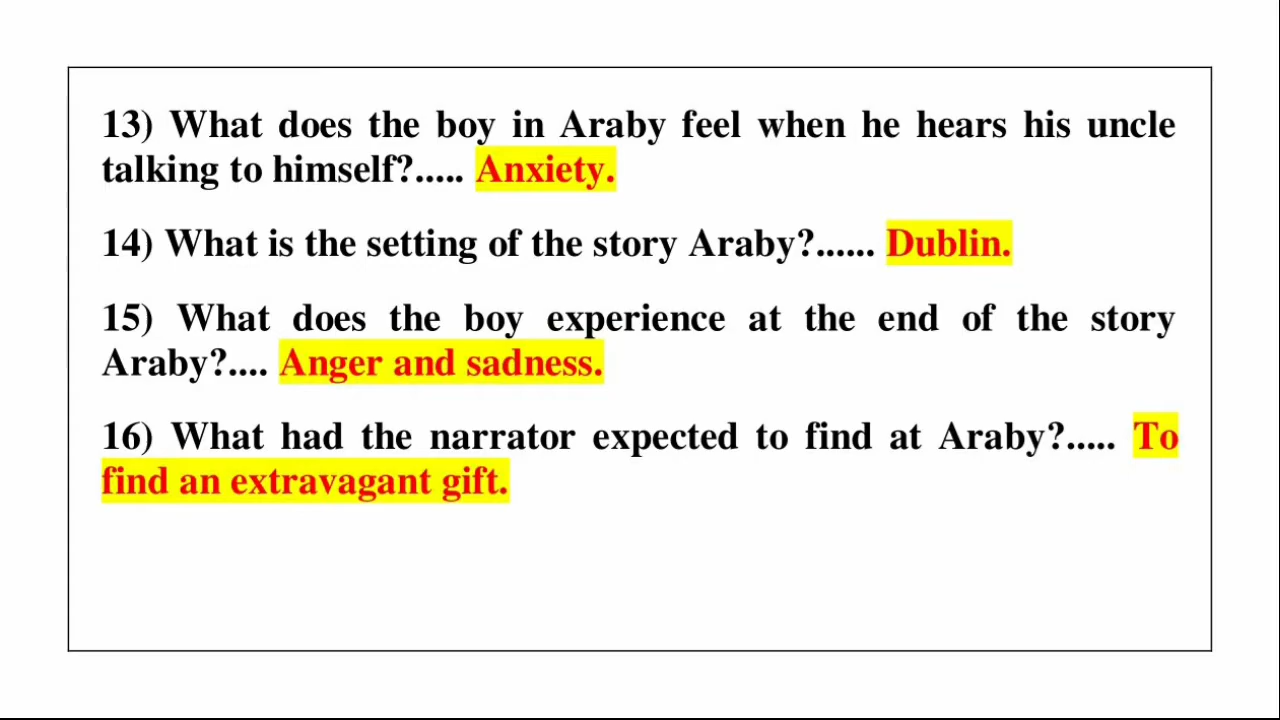 13) What does the boy in Araby feel when he hears his uncle
talking to himself?..... Anxiety.
14) What is the setting of the story Araby?...... Dublin.
15) What does the boy experience at the end of the story
Araby?.... Anger and sadness.
16) What had the narrator expected to find at Araby?..... To
find an extravagant gift.